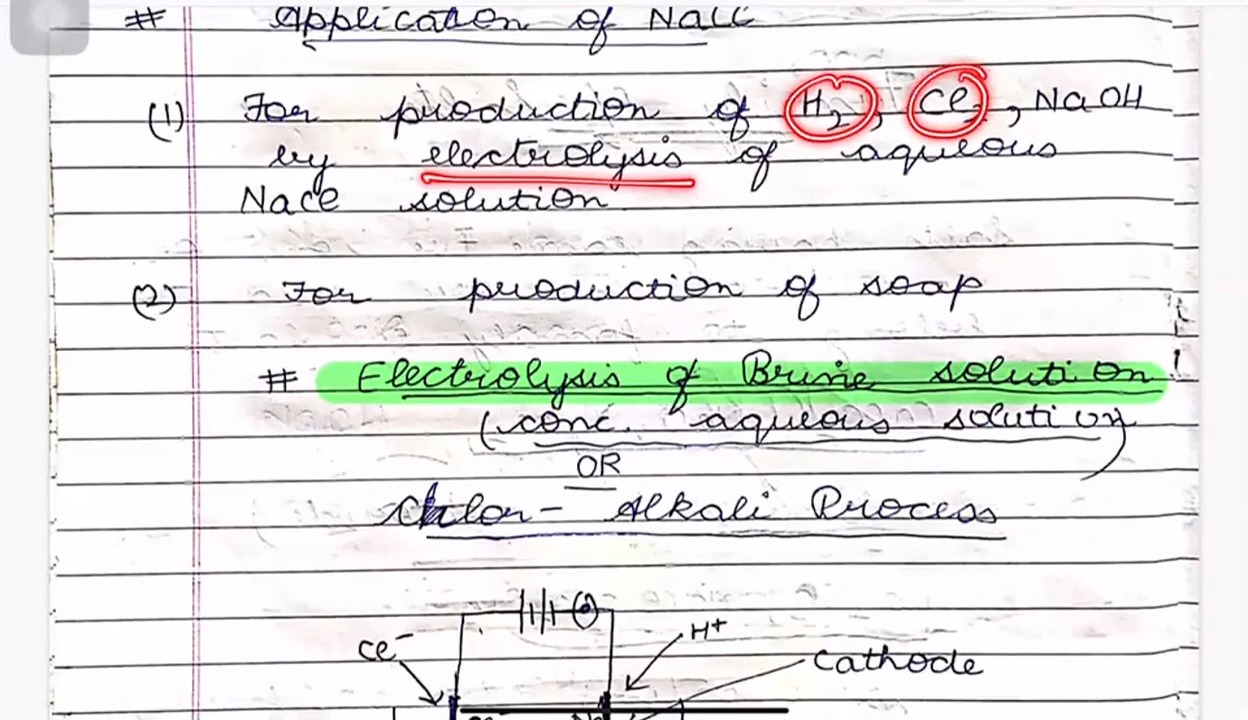 # Application of NaCl
(1) For production of H₂, Cl₂, NaOH
by electrolysis of aqueous
NaCl solution
(2) For production of soap
# Electrolysis of Brine solution
(conc. aqueous solution)
OR
Chlor-Alkali Process
Cl⁻
H⁺
Cathode